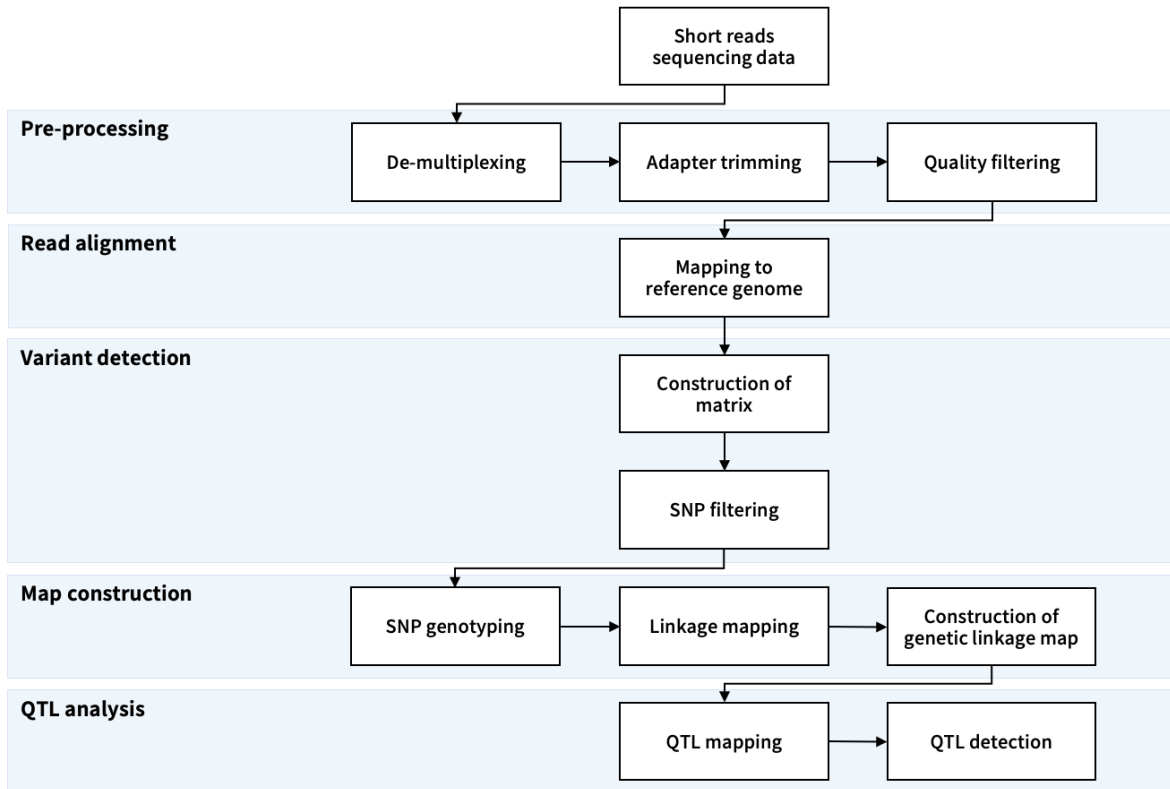 Short reads
sequencing data
Pre-processing
De-multiplexing
Adapter trimming
Quality filtering
Read alignment
Mapping to
reference genome
Variant detection
Construction of
matrix
SNP filtering
Map construction
SNP genotyping
Linkage mapping
Construction of
genetic linkage map
QTL analysis
QTL mapping
QTL detection